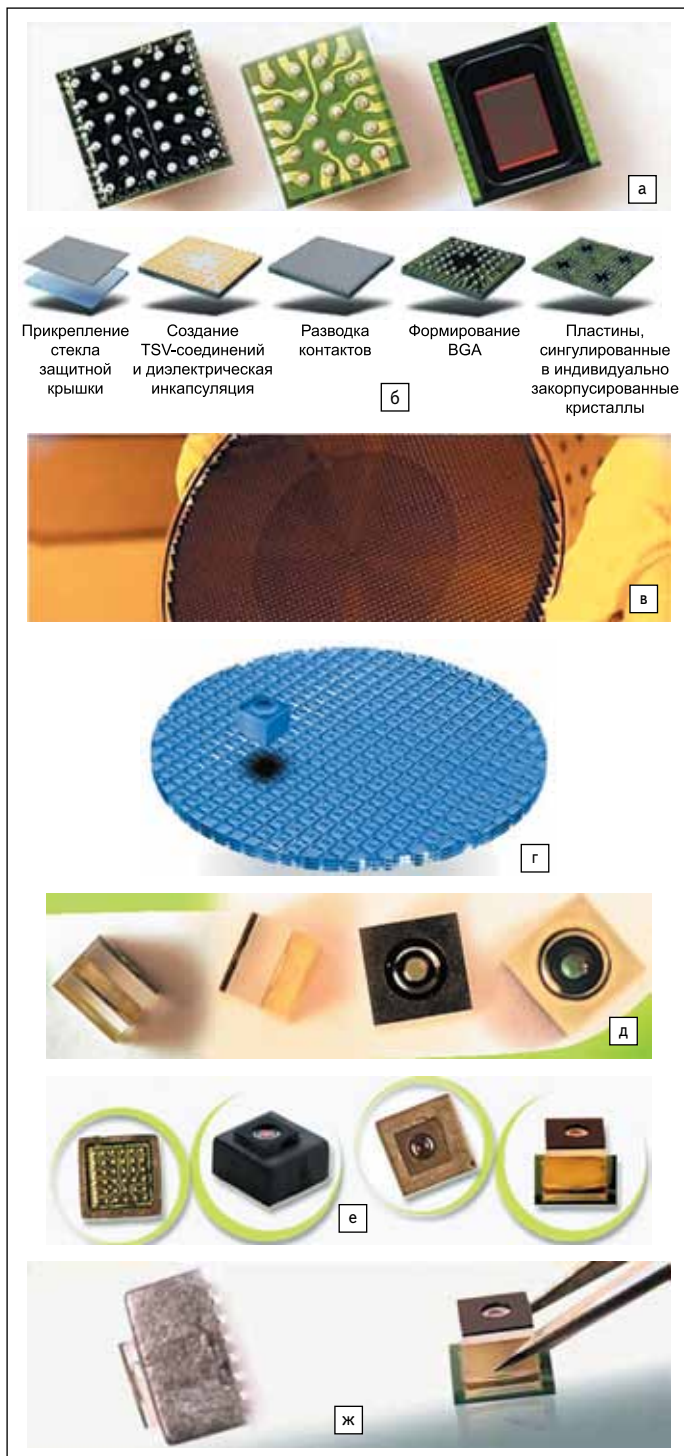 а
Прикрепление
стекла
защитной
крышки
Создание
TSV-соединений
и диэлектрическая
инкапсуляция
Разводка
контактов
Формирование
BGA
Пластины,
сингулированные
в индивидуально
закорпусированные
кристаллы
б
в
г
д
е
ж